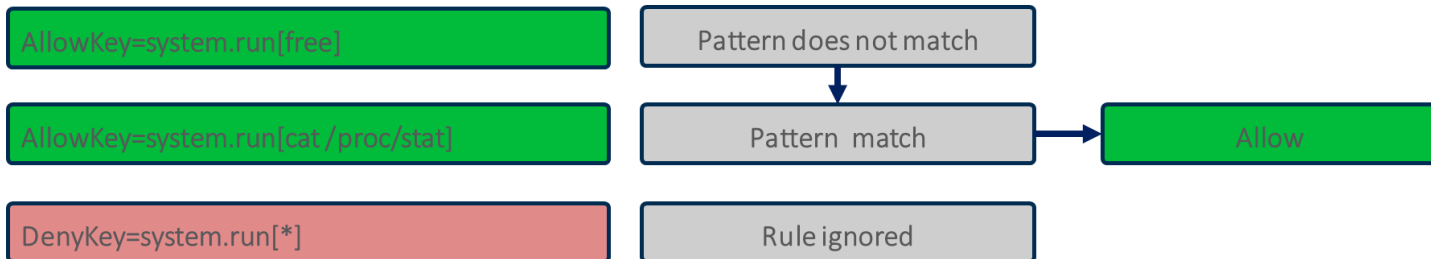 AllowKey=system.run[free]
Pattern does not match
AllowKey=system.run[cat /proc/stat]
Pattern match
Allow
DenyKey=system.run[*]
Rule ignored